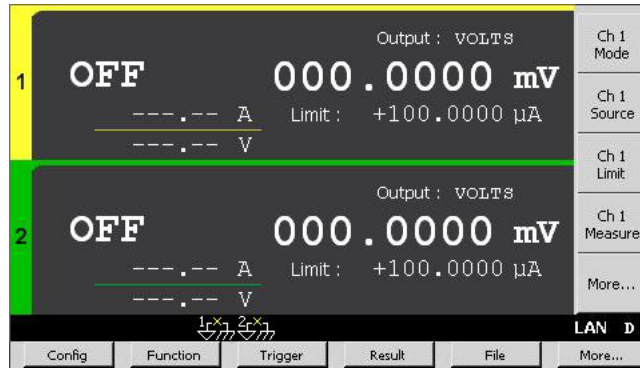 1
Output : VOLTS
OFF 000.0000 mV
---.-- A Limit : +100.0000 µA
---.-- V
2
Output : VOLTS
OFF 000.0000 mV
---.-- A Limit : +100.0000 µA
---.-- V
1 2
LAN D
Ch 1
Mode
Ch 1
Source
Ch 1
Limit
Ch 1
Measure
More...
Config Function Trigger Result File More...